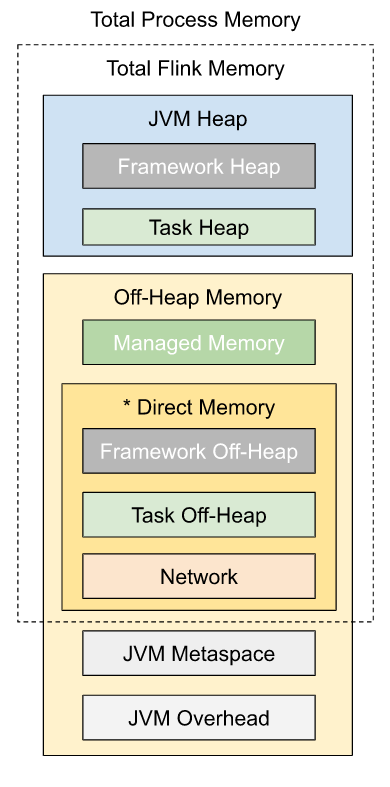 Total Process Memory
Total Flink Memory
JVM Heap
Framework Heap
Task Heap
Off-Heap Memory
Managed Memory
* Direct Memory
Framework Off-Heap
Task Off-Heap
Network
JVM Metaspace
JVM Overhead